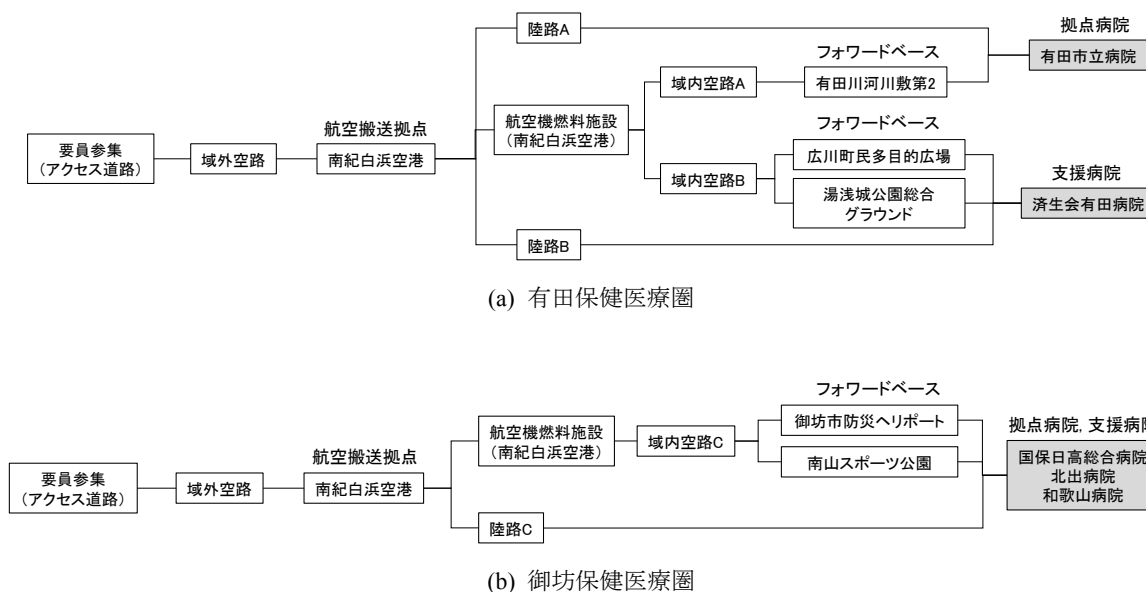 陸路A
拠点病院
有田市立病院
フォワードベース
域内空路A
有田川河川敷第2
航空機燃料施設
(南紀白浜空港)
航空搬送拠点
要員参集
(アクセス道路)
域外空路
南紀白浜空港
フォワードベース
広川町民多目的広場
域内空路B
湯浅城公園総合
グラウンド
支援病院
済生会有田病院
陸路B
(a) 有田保健医療圏
フォワードベース
航空機燃料施設
(南紀白浜空港)
域内空路C
御坊市防災ヘリポート
南山スポーツ公園
拠点病院, 支援病院
国保日高総合病院
北出病院
和歌山病院
航空搬送拠点
要員参集
(アクセス道路)
域外空路
南紀白浜空港
陸路C
(b) 御坊保健医療圏